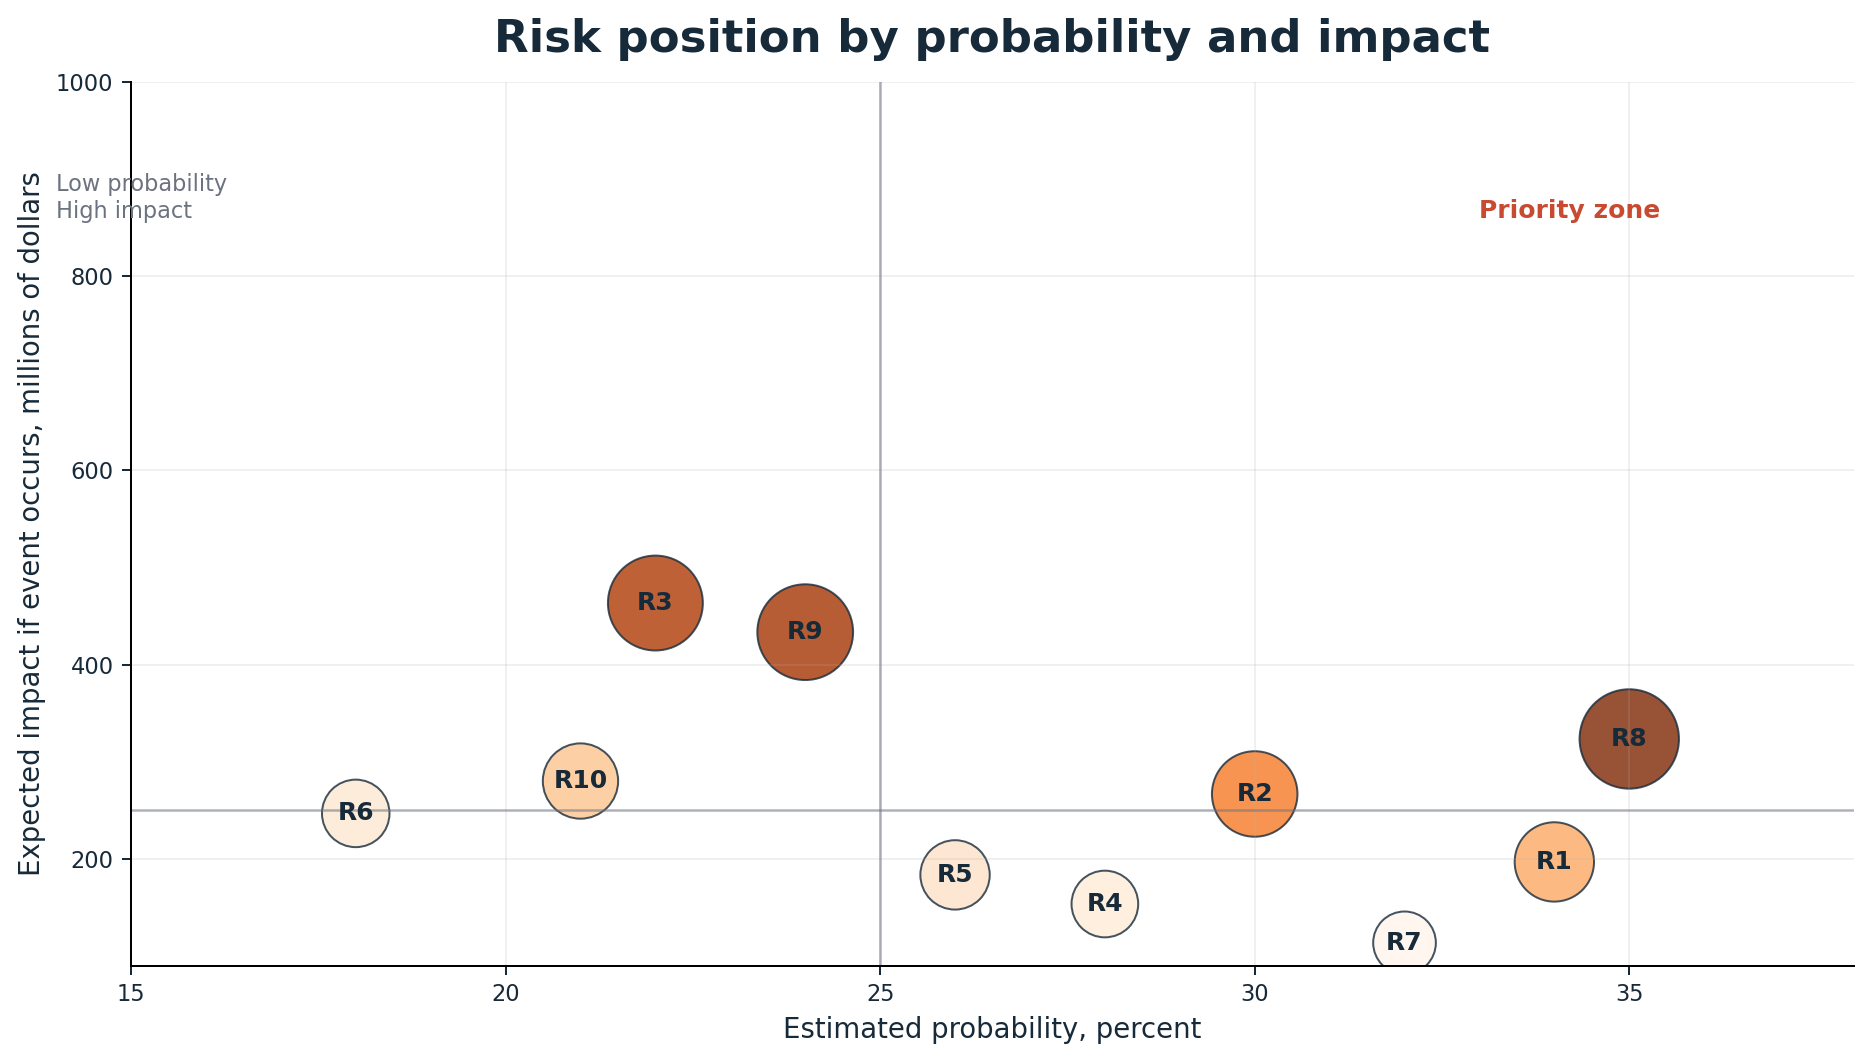 Risk position by probability and impact
1000
Low probability
High impact
Priority zone
800
600
400
200
Expected impact if event occurs, millions of dollars
R3
R9
R8
R10
R2
R6
R1
R5
R4
R7
15
20
25
30
35
Estimated probability, percent